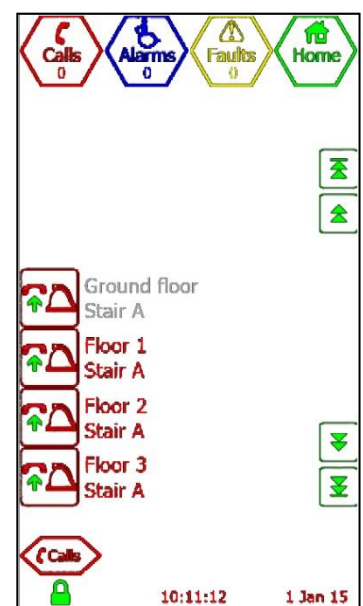 Calls
0
Alarms
0
Faults
0
Home
Ground floor
Stair A
Floor 1
Stair A
Floor 2
Stair A
Floor 3
Stair A
Calls
10:11:12 1 Jan 15